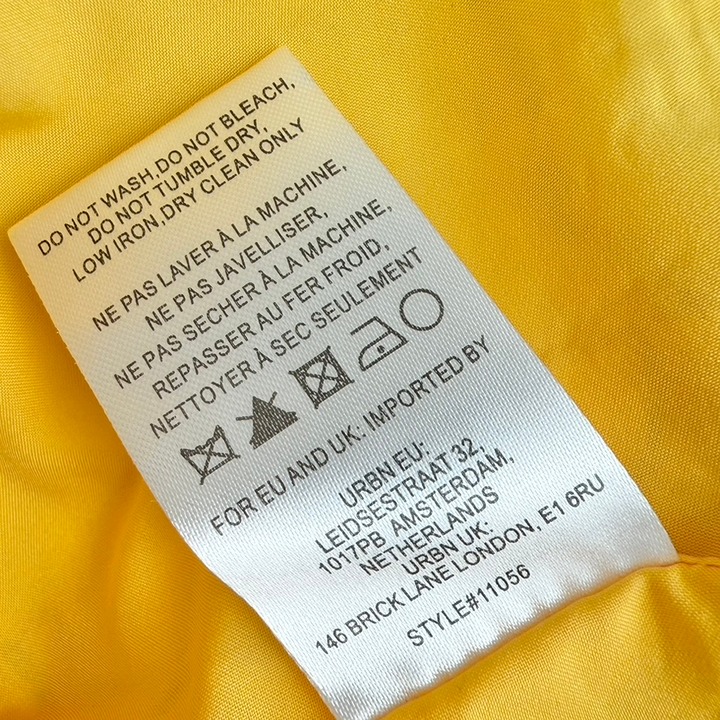 DO NOT WASH,DO NOT BLEACH,
DO NOT TUMBLE DRY,
LOW IRON,DRY CLEAN ONLY
NE PAS LAVER À LA MACHINE,
NE PAS JAVELLISER,
NE PAS SECHER À LA MACHINE,
REPASSER AU FER FROID,
NETTOYER À SEC SEULEMENT
FOR EU AND UK: IMPORTED BY
URBN EU:
LEIDSESTRAAT 32,
1017PB AMSTERDAM,
NETHERLANDS
URBN UK:
146 BRICK LANE LONDON, E1 6RU
STYLE#11056